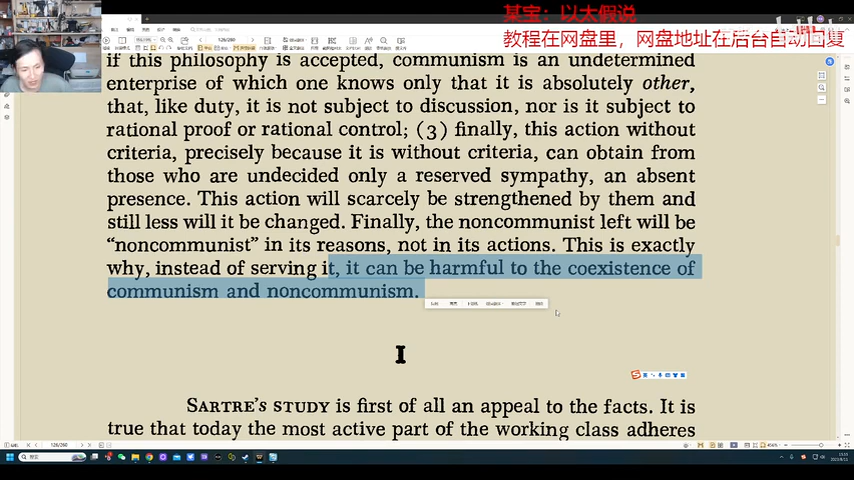 某宝：以太假说
教程在网盘里，网盘地址在后台自动回复
126/260
if this philosophy is accepted, communism is an undetermined
enterprise of which one knows only that it is absolutely other,
that, like duty, it is not subject to discussion, nor is it subject to
rational proof or rational control; (3) finally, this action without
criteria, precisely because it is without criteria, can obtain from
those who are undecided only a reserved sympathy, an absent
presence. This action will scarcely be strengthened by them and
still less will it be changed. Finally, the noncommunist left will be
“noncommunist” in its reasons, not in its actions. This is exactly
why, instead of serving it, it can be harmful to the coexistence of
communism and noncommunism.
I
SARTRE’S STUDY is first of all an appeal to the facts. It is
true that today the most active part of the working class adheres
126/260